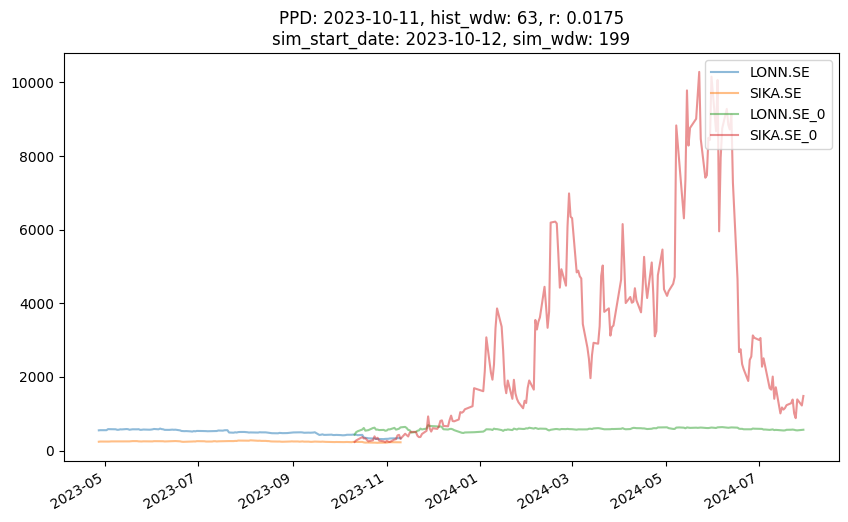 PPD: 2023-10-11, hist_wdw: 63, r: 0.0175
sim_start_date: 2023-10-12, sim_wdw: 199
LONN.SE
SIKA.SE
LONN.SE_0
SIKA.SE_0
10000
8000
6000
4000
2000
0
2023-05
2023-07
2023-09
2023-11
2024-01
2024-03
2024-05
2024-07